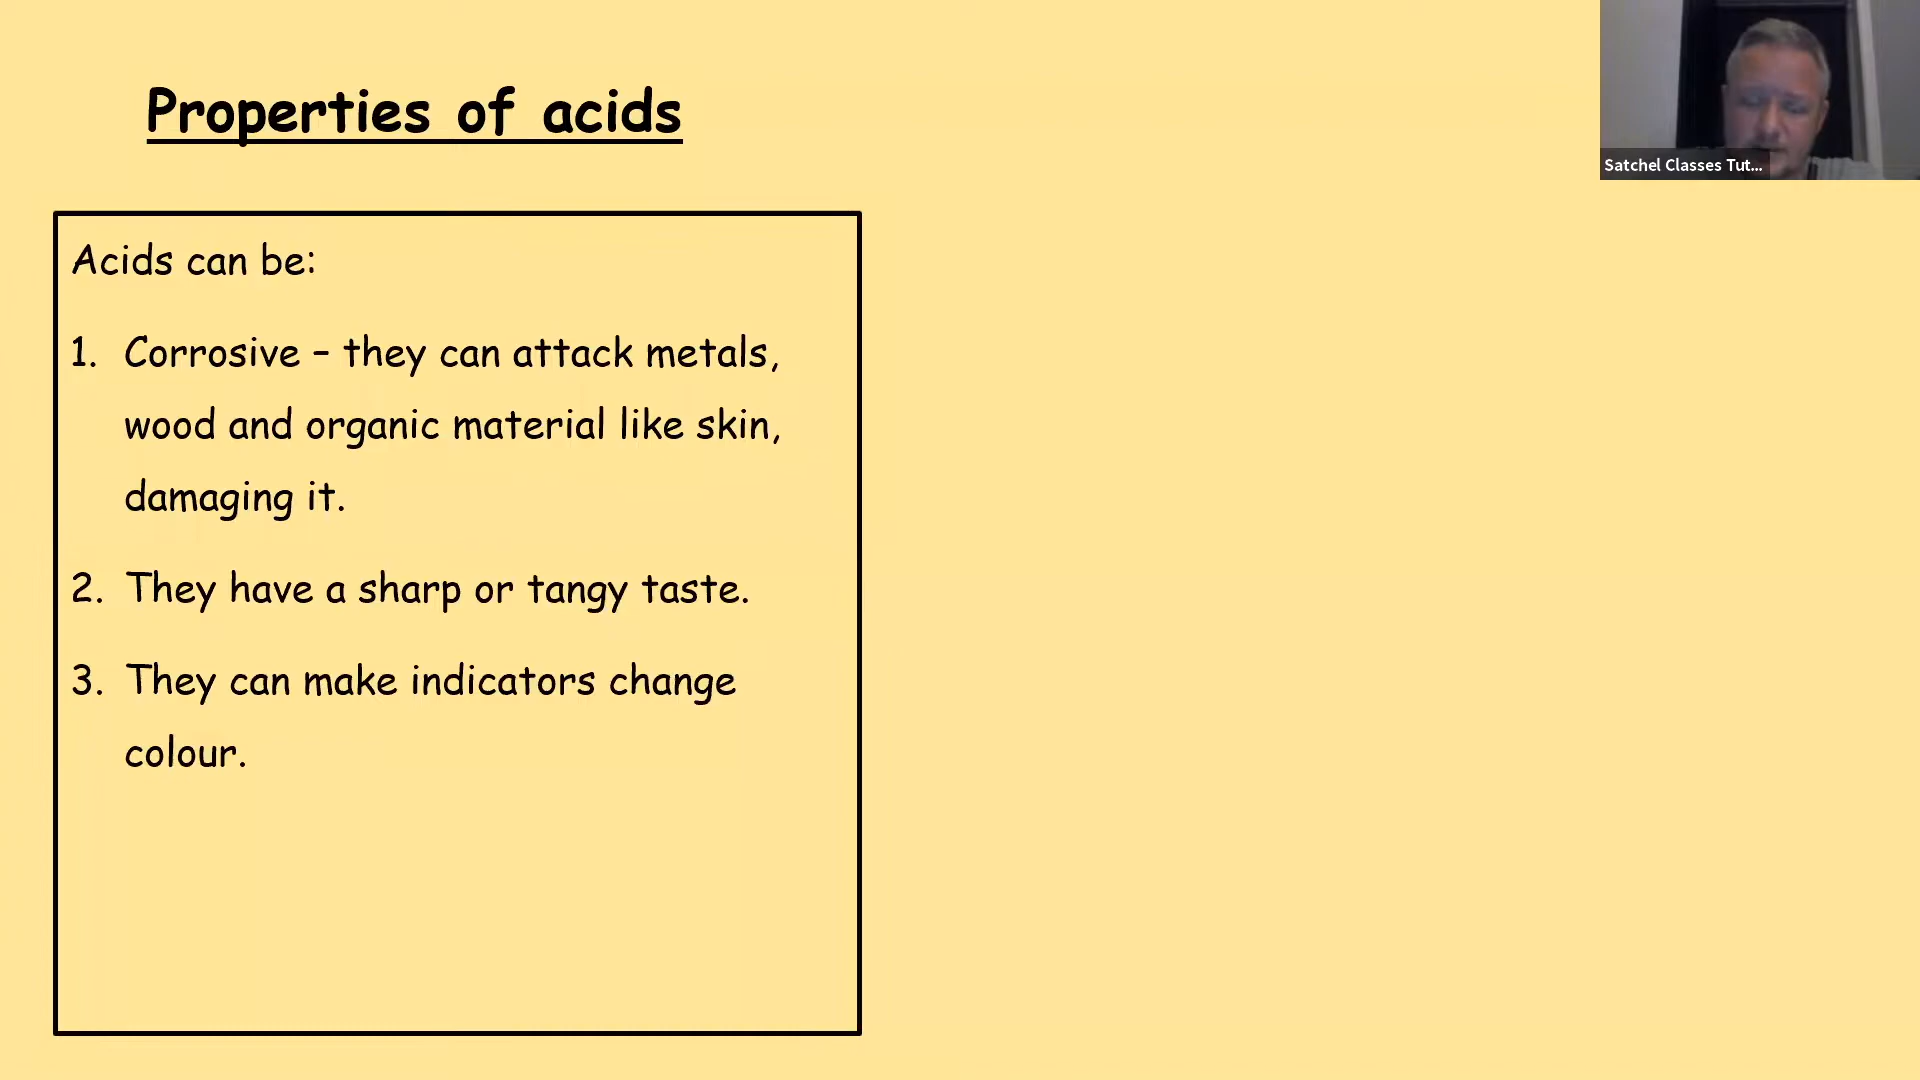 Properties of acids
Satchel Classes Tut...
Acids can be:
1. Corrosive – they can attack metals,
wood and organic material like skin,
damaging it.
2. They have a sharp or tangy taste.
3. They can make indicators change
colour.